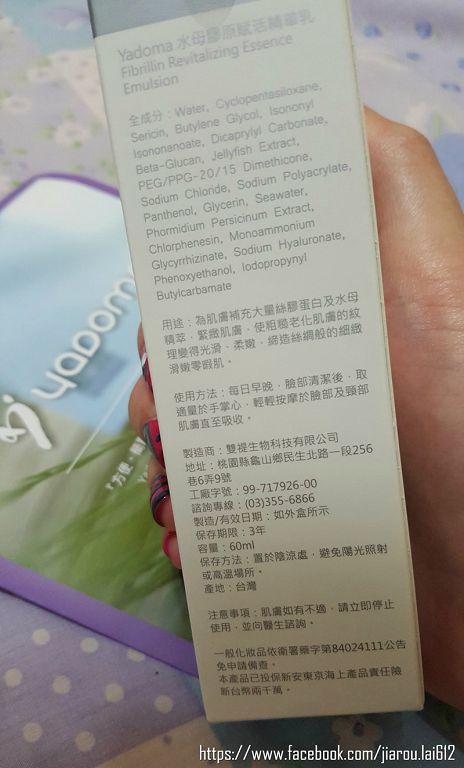 Yadoma 水母膠原賦活精華乳
Fibrillin Revitalizing Essence
Emulsion
全成分：Water, Cyclopentasiloxane,
Sericin, Butylene Glycol, Isononyl
Isononanoate, Dicaprylyl Carbonate,
Beta-Glucan, Jellyfish Extract,
PEG/PPG-20/15 Dimethicone,
Sodium Chloride, Sodium Polyacrylate,
Panthenol, Glycerin, Seawater,
Phormidium Persicinum Extract,
Chlorphenesin, Monoammonium
Glycyrrhizinate, Sodium Hyaluronate,
Phenoxyethanol, Iodopropynyl
Butylcarbamate
用途：為肌膚補充大量絲膠蛋白及水母
精萃，緊緻肌膚，使粗糙老化肌膚的紋
理變得光滑、柔嫩，締造絲綢般的細緻
滑嫩零瑕肌。
使用方法：每日早晚，臉部清潔後，取
適量於手掌心，輕輕按摩於臉部及頸部
肌膚直至吸收。
製造商：雙褆生物科技有限公司
地址：桃園縣龜山鄉民生北路一段256
巷6弄9號
工廠字號：99-717926-00
諮詢專線：(03)355-6866
製造/有效日期：如外盒所示
保存期限：3年
容量：60ml
保存方法：置於陰涼處，避免陽光照射
或高溫場所。
產地：台灣
注意事項：肌膚如有不適，請立即停止
使用，並向醫生諮詢。
一般化妝品依衛署藥字第84024111公告
免申請備查。
本產品已投保新安東京海上產品責任險
新台幣兩千萬。
yadoma
"方便．簡
https://www.facebook.com/jiarou.lai612